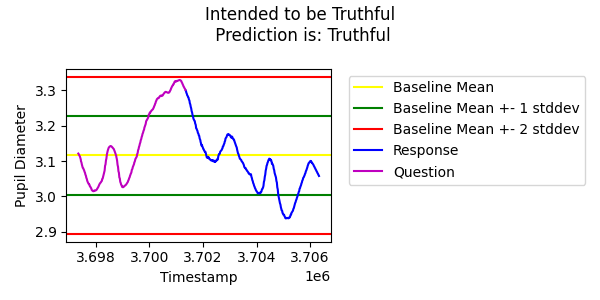 Intended to be Truthful
Prediction is: Truthful
3.3
3.2
3.1
3.0
2.9
Pupil Diameter
3.698 3.700 3.702 3.704 3.706
1e6
Timestamp
Baseline Mean
Baseline Mean +- 1 stddev
Baseline Mean +- 2 stddev
Response
Question